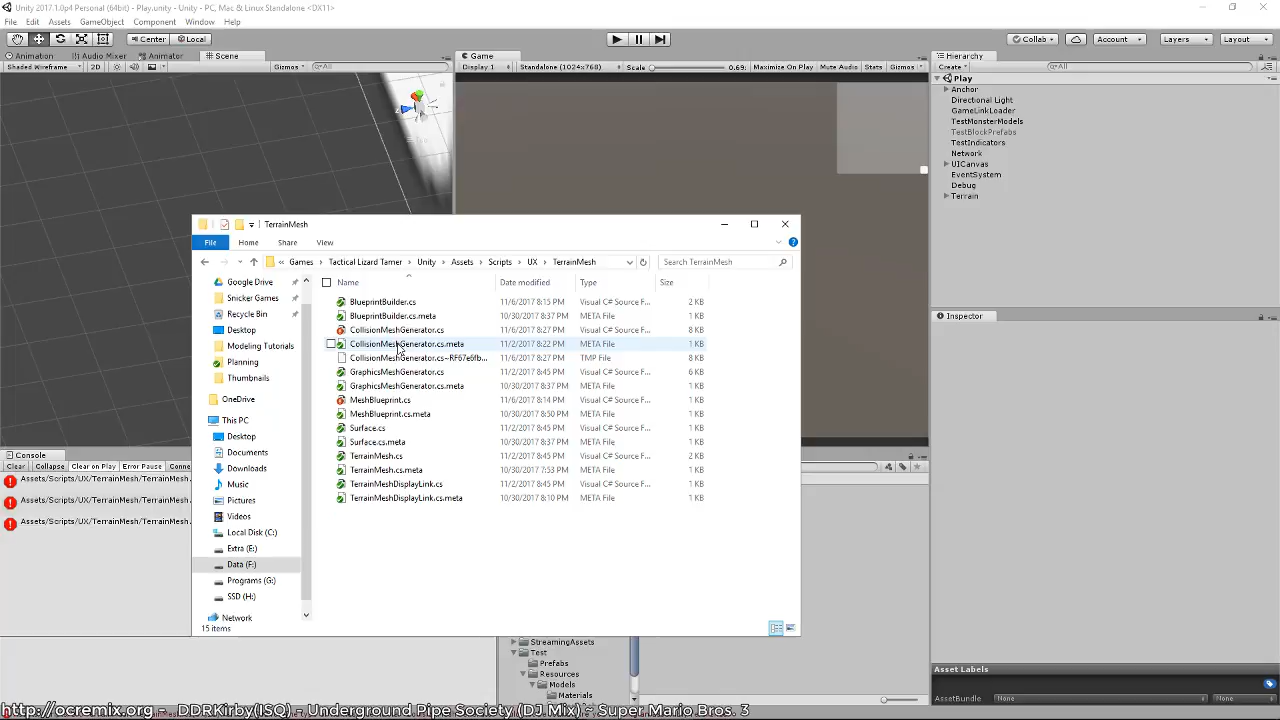 Unity 2017.1.0p4 (64bit) - Play.unity - Unity - PC, Mac & Linux Standalone <DX11>
File Edit Assets GameObject Component Window Help
Center Local Collab Account Layers Layout
Animation Audio Mixer Animator Scene Game Hierarchy
Shaded Wireframe 2D Gizmos All Display 1 Standalone (1024x768) Scale 0.69: Maximize On Play Mute Audio Stats Gizmos Create All
Play
Anchor
Directional Light
GameLinkLoader
TestMonsterModels
TestBlockPrefabs
TestIndicators
Network
UICanvas
EventSystem
Debug
Terrain
TerrainMesh
File Home Share View
Games Tactical Lizard Tamer Unity Assets Scripts UX TerrainMesh Search TerrainMesh
Name Date modified Type Size
Google Drive
Snicker Games
Recycle Bin
Desktop
Modeling Tutorials
Planning
Thumbnails
OneDrive
This PC
Desktop
Documents
Downloads
Music
Pictures
Videos
Local Disk (C:)
Extra (E:)
Data (F:)
Programs (G:)
SSD (H:)
Network
BlueprintBuilder.cs 11/6/2017 8:15 PM Visual C# Source F... 2 KB
BlueprintBuilder.cs.meta 10/30/2017 8:37 PM META File 1 KB
CollisionMeshGenerator.cs 11/6/2017 8:27 PM Visual C# Source F... 8 KB
CollisionMeshGenerator.cs.meta 11/2/2017 8:22 PM META File 1 KB
CollisionMeshGenerator.cs~RF67e6fb... 11/6/2017 8:27 PM TMP File 8 KB
GraphicsMeshGenerator.cs 11/2/2017 8:45 PM Visual C# Source F... 6 KB
GraphicsMeshGenerator.cs.meta 10/30/2017 8:37 PM META File 1 KB
MeshBlueprint.cs 11/6/2017 8:14 PM Visual C# Source F... 1 KB
MeshBlueprint.cs.meta 10/30/2017 8:50 PM META File 1 KB
Surface.cs 11/2/2017 8:45 PM Visual C# Source F... 1 KB
Surface.cs.meta 10/30/2017 8:37 PM META File 1 KB
TerrainMesh.cs 11/2/2017 8:45 PM Visual C# Source F... 2 KB
TerrainMesh.cs.meta 10/30/2017 7:53 PM META File 1 KB
TerrainMeshDisplayLink.cs 11/2/2017 8:45 PM Visual C# Source F... 1 KB
TerrainMeshDisplayLink.cs.meta 10/30/2017 8:10 PM META File 1 KB
15 items
Inspector
Console
Clear Collapse Clear on Play Error Pause Conne
Assets/Scripts/UX/TerrainMesh/TerrainMesh
Assets/Scripts/UX/TerrainMesh/TerrainMesh
Assets/Scripts/UX/TerrainMesh/TerrainMesh
StreamingAssets
Test
Prefabs
Resources
Models
Materials
Asset Labels
AssetBundle None None
http://ocremix.org - DDRKirby(ISQ) - Underground Pipe Society (DJ Mix) - Super Mario Bros. 3